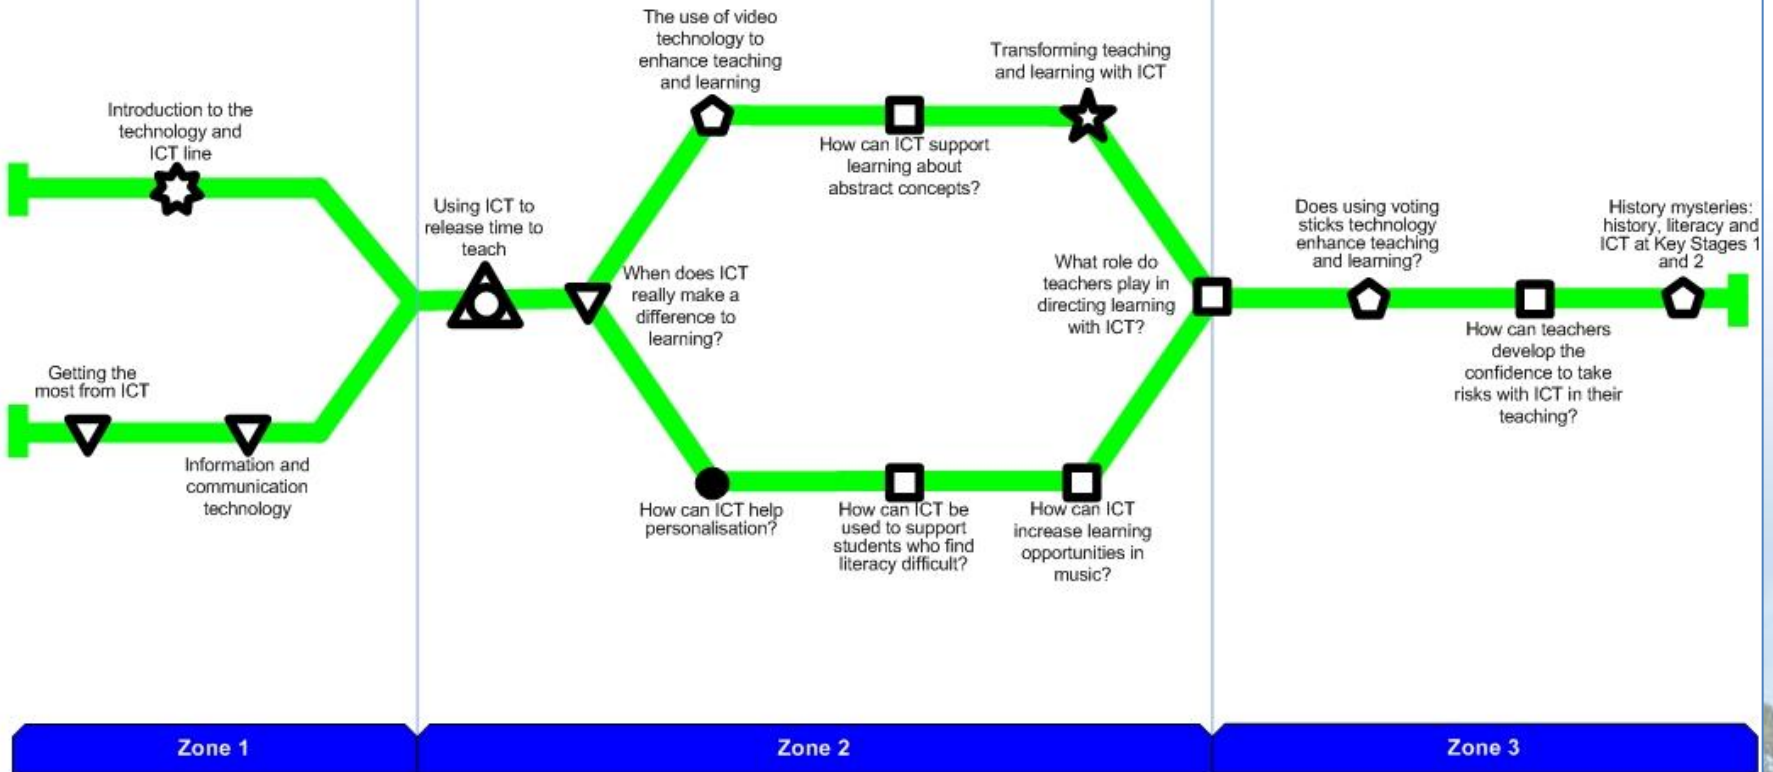 Introduction to the
technology and
ICT line
Getting the
most from ICT
Information and
communication
technology
Using ICT to
release time to
teach
When does ICT
really make a
difference to
learning?
The use of video
technology to
enhance teaching
and learning
How can ICT support
learning about
abstract concepts?
Transforming teaching
and learning with ICT
How can ICT help
personalisation?
How can ICT be
used to support
students who find
literacy difficult?
How can ICT
increase learning
opportunities in
music?
What role do
teachers play in
directing learning
with ICT?
Does using voting
sticks technology
enhance teaching
and learning?
How can teachers
develop the
confidence to take
risks with ICT in their
teaching?
History mysteries:
history, literacy and
ICT at Key Stages 1
and 2
Zone 1
Zone 2
Zone 3